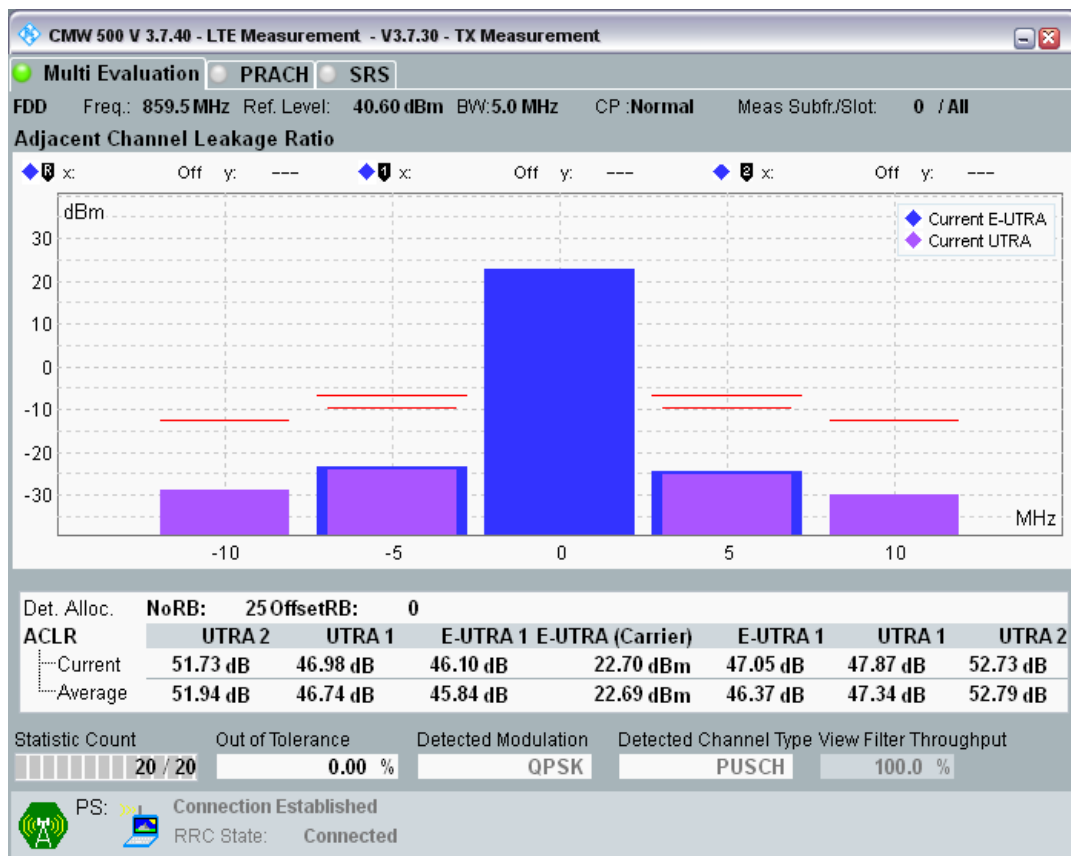 CMW 500 V 3.7.40 - LTE Measurement - V3.7.30 - TX Measurement
Multi Evaluation PRACH SRS
FDD Freq.: 859.5 MHz Ref. Level: 40.60 dBm BW:5.0 MHz CP :Normal Meas Subfr./Slot: 0 / All
Adjacent Channel Leakage Ratio
R x: Off y: --- 1 x: Off y: --- 2 x: Off y: ---
dBm
Current E-UTRA
Current UTRA
30
20
10
0
-10
-20
-30
MHz
-10 -5 0 5 10
Det. Alloc. NoRB: 25 OffsetRB: 0
ACLR UTRA 2 UTRA 1 E-UTRA 1 E-UTRA (Carrier) E-UTRA 1 UTRA 1 UTRA 2
Current 51.73 dB 46.98 dB 46.10 dB 22.70 dBm 47.05 dB 47.87 dB 52.73 dB
Average 51.94 dB 46.74 dB 45.84 dB 22.69 dBm 46.37 dB 47.34 dB 52.79 dB
Statistic Count Out of Tolerance Detected Modulation Detected Channel Type View Filter Throughput
20 / 20 0.00 % QPSK PUSCH 100.0 %
PS: Connection Established
RRC State: Connected